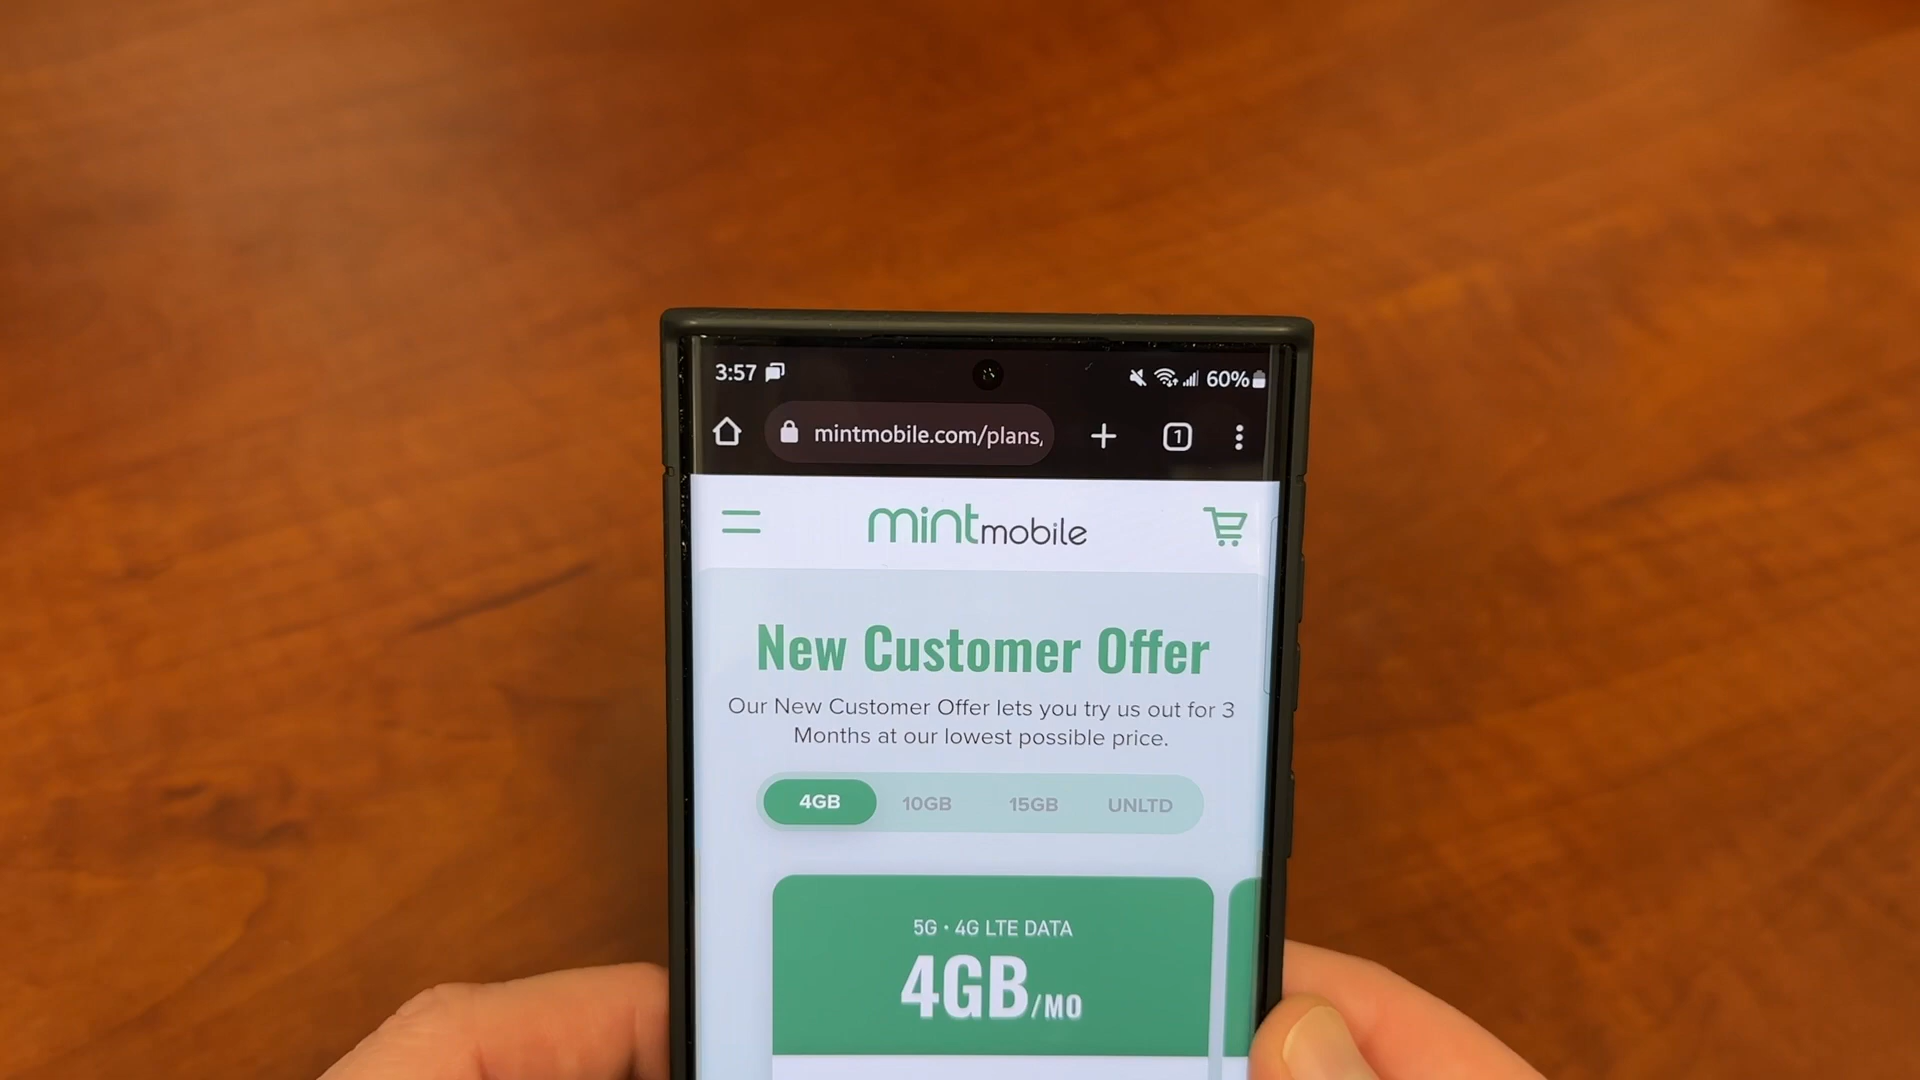 3:57 60%
mintmobile.com/plans,
1
mintmobile
New Customer Offer
Our New Customer Offer lets you try us out for 3
Months at our lowest possible price.
4GB 10GB 15GB UNLTD
5G • 4G LTE DATA
4GB/MO